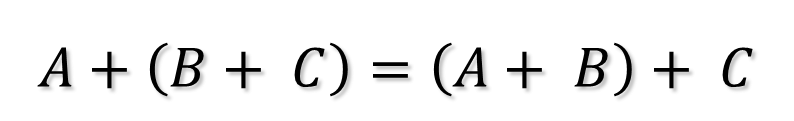 A + (B + C) = (A + B) + C